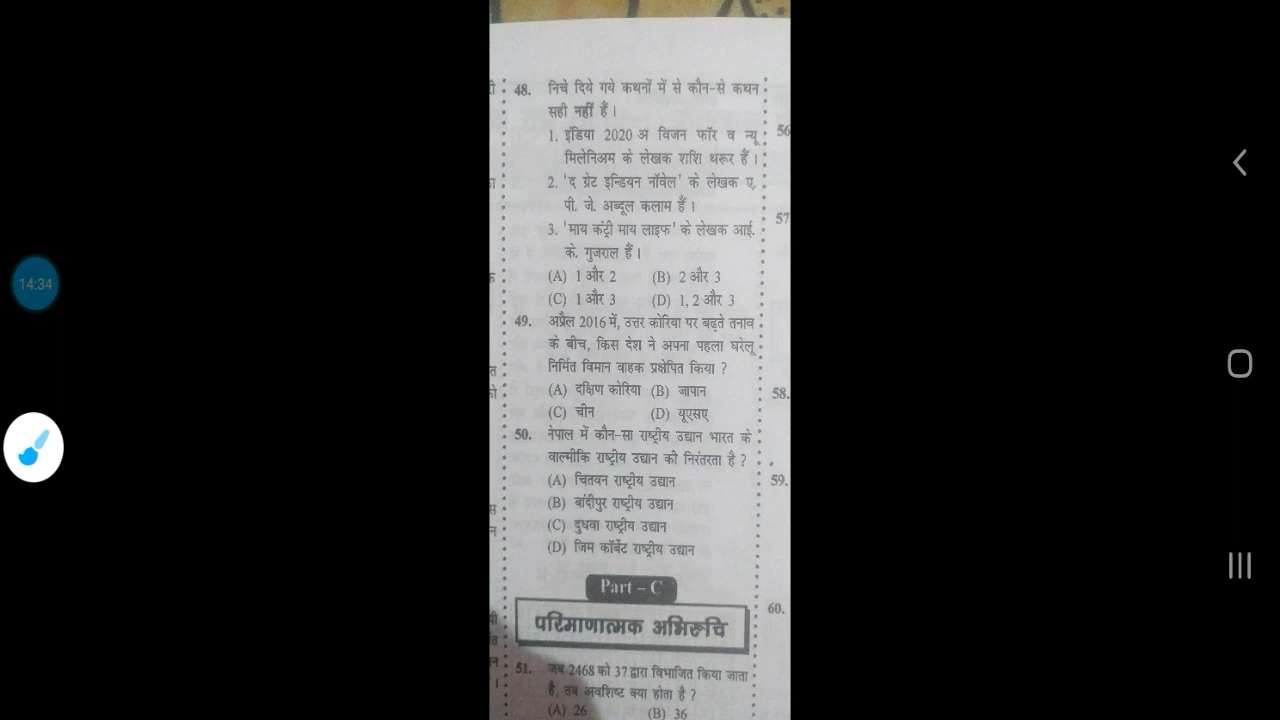 48. निचे दिये गये कथनों में से कौन-से कथन
सही नहीं हैं ।
1. इंडिया 2020 अ विजन फॉर व न्यू
मिलेनिअम के लेखक शशि थरूर हैं ।
2. 'द ग्रेट इन्डियन नॉवेल' के लेखक ए.
पी. जे. अब्दूल कलाम हैं ।
3. 'माय कंट्री माय लाइफ' के लेखक आई.
के. गुजराल हैं ।
(A) 1 और 2 (B) 2 और 3
(C) 1 और 3 (D) 1, 2 और 3
49. अप्रैल 2016 में, उत्तर कोरिया पर बढ़ते तनाव
के बीच, किस देश ने अपना पहला घरेलू
निर्मित विमान वाहक प्रक्षेपित किया ?
(A) दक्षिण कोरिया (B) जापान
(C) चीन (D) यूएसए
50. नेपाल में कौन-सा राष्ट्रीय उद्यान भारत के
वाल्मीकि राष्ट्रीय उद्यान की निरंतरता है ?
(A) चितवन राष्ट्रीय उद्यान
(B) बांदीपुर राष्ट्रीय उद्यान
(C) दुधवा राष्ट्रीय उद्यान
(D) जिम कॉर्बेट राष्ट्रीय उद्यान
Part – C
परिमाणात्मक अभिरूचि
51. जब 2468 को 37 द्वारा विभाजित किया जाता
है, तब अवशिष्ट क्या होता है ?
(A) 26 (B) 36
56
57
58.
59.
60.
14:34